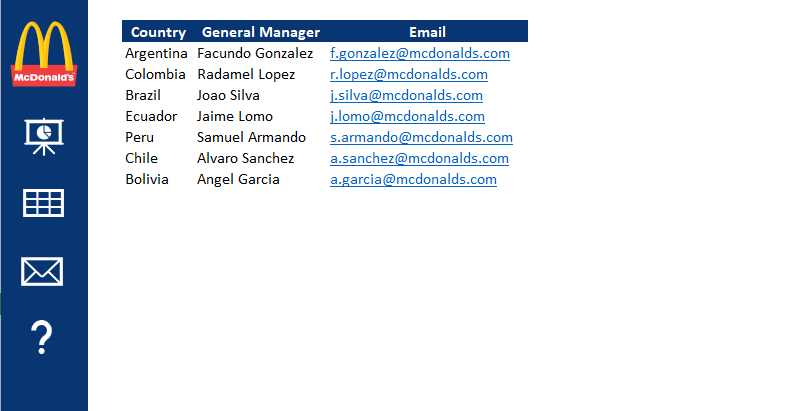 McDonald's
Country General Manager Email
Argentina Facundo Gonzalez f.gonzalez@mcdonalds.com
Colombia Radamel Lopez r.lopez@mcdonalds.com
Brazil Joao Silva j.silva@mcdonalds.com
Ecuador Jaime Lomo j.lomo@mcdonalds.com
Peru Samuel Armando s.armando@mcdonalds.com
Chile Alvaro Sanchez a.sanchez@mcdonalds.com
Bolivia Angel Garcia a.garcia@mcdonalds.com
?